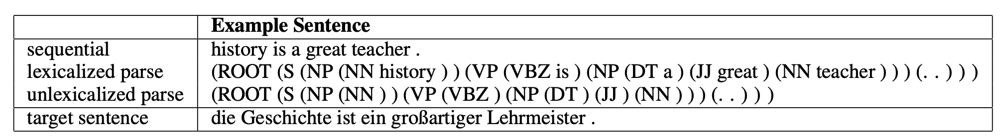 Example Sentence
sequential history is a great teacher .
lexicalized parse (ROOT (S (NP (NN history ) ) (VP (VBZ is ) (NP (DT a ) (JJ great ) (NN teacher ) ) ) (. . ) ) )
unlexicalized parse (ROOT (S (NP (NN ) ) (VP (VBZ ) (NP (DT ) (JJ ) (NN ) ) ) (. . ) ) )
target sentence die Geschichte ist ein großartiger Lehrmeister .